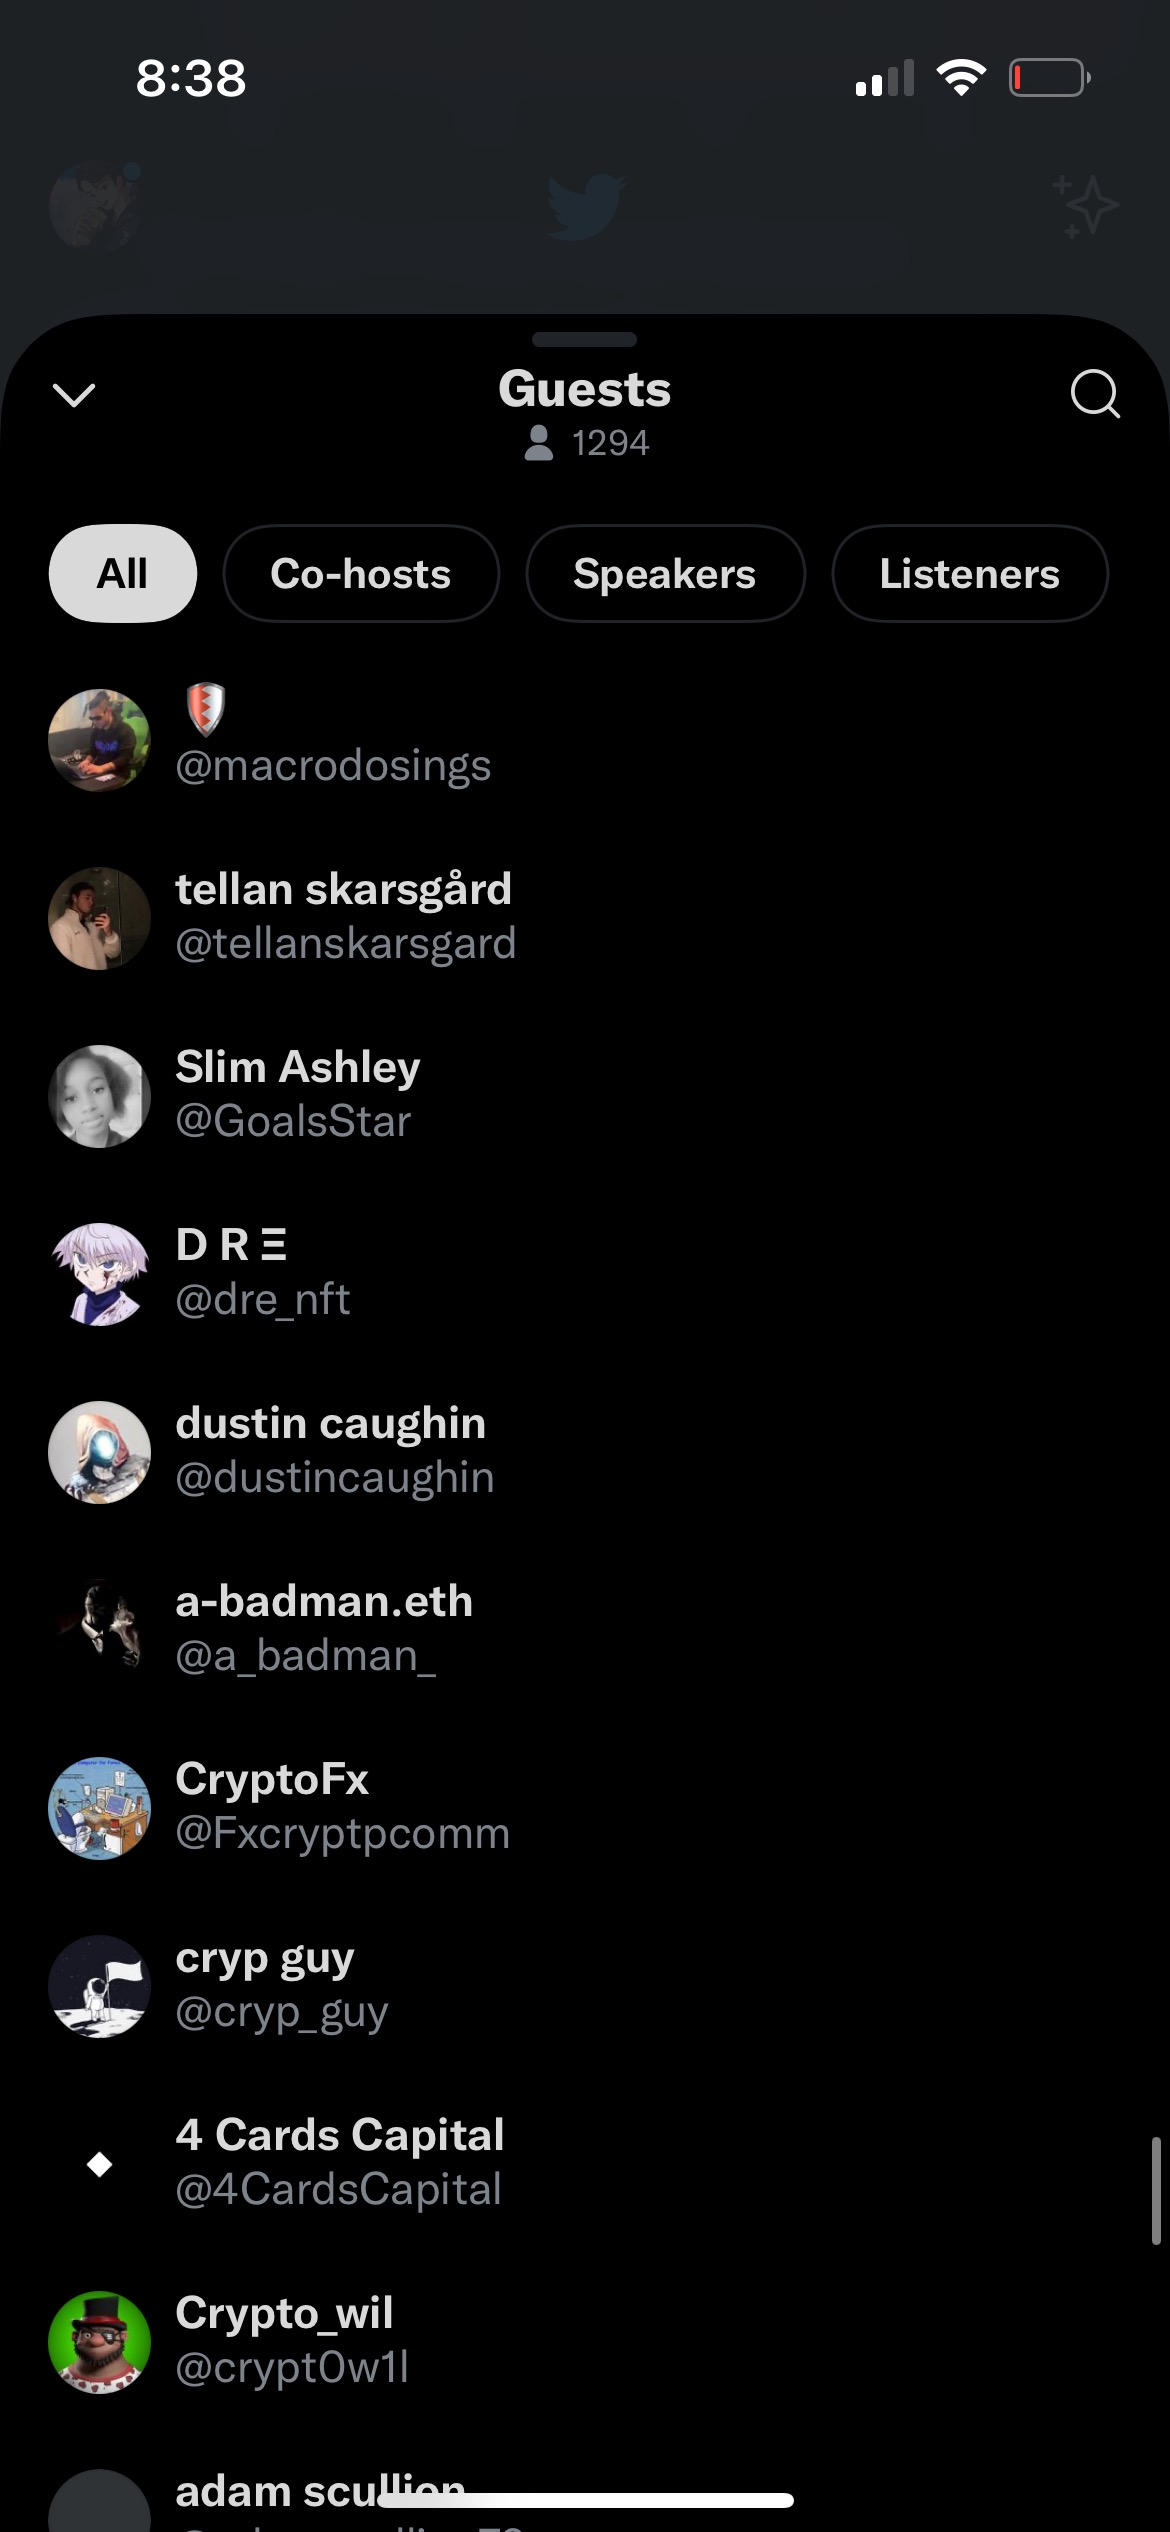 8:38
Guests
1294
All
Co-hosts
Speakers
Listeners
@macrodosings
tellan skarsgård
@tellanskarsgard
Slim Ashley
@GoalsStar
D R Ξ
@dre_nft
dustin caughin
@dustincaughin
a-badman.eth
@a_badman_
CryptoFx
@Fxcryptpcomm
cryp guy
@cryp_guy
4 Cards Capital
@4CardsCapital
Crypto_wil
@crypt0w1l
adam scullion